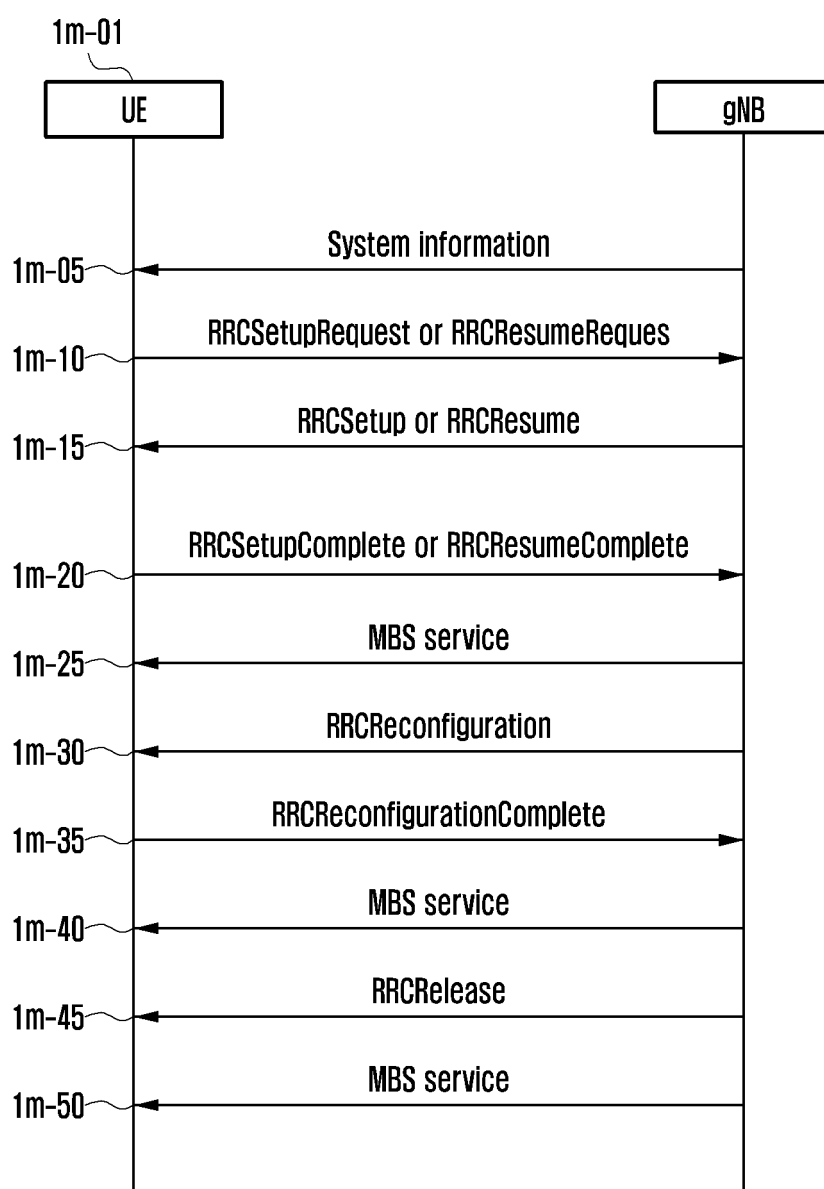 1m-01
UE
gNB
System information
1m-05
RRCSetupRequest or RRCResumeReques
1m-10
RRCSetup or RRCResume
1m-15
RRCSetupComplete or RRCResumeComplete
1m-20
MBS service
1m-25
RRCReconfiguration
1m-30
RRCReconfigurationComplete
1m-35
MBS service
1m-40
RRCRelease
1m-45
MBS service
1m-50